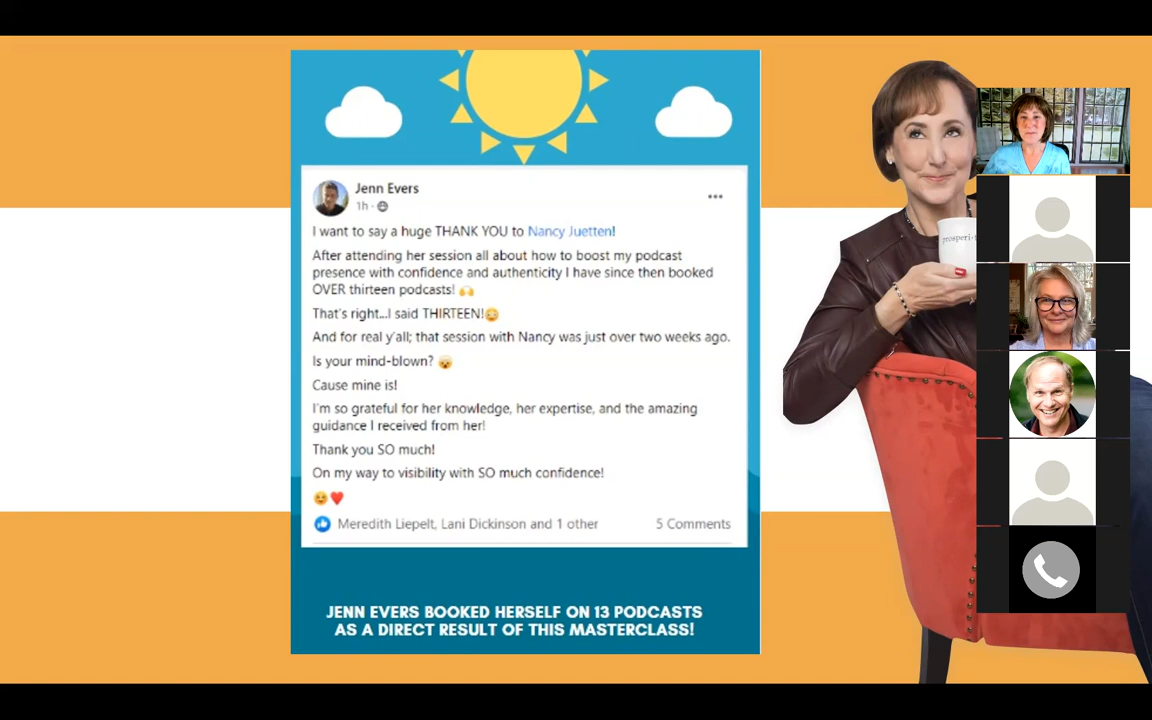 Jenn Evers
1h ·
I want to say a huge THANK YOU to Nancy Juetten!
After attending her session all about how to boost my podcast
presence with confidence and authenticity I have since then booked
OVER thirteen podcasts! 🙌
That's right...I said THIRTEEN!😳
And for real y'all; that session with Nancy was just over two weeks ago.
Is your mind-blown? 🤯
Cause mine is!
I'm so grateful for her knowledge, her expertise, and the amazing
guidance I received from her!
Thank you SO much!
On my way to visibility with SO much confidence!
😆❤️
Meredith Liepelt, Lani Dickinson and 1 other
5 Comments
JENN EVERS BOOKED HERSELF ON 13 PODCASTS
AS A DIRECT RESULT OF THIS MASTERCLASS!